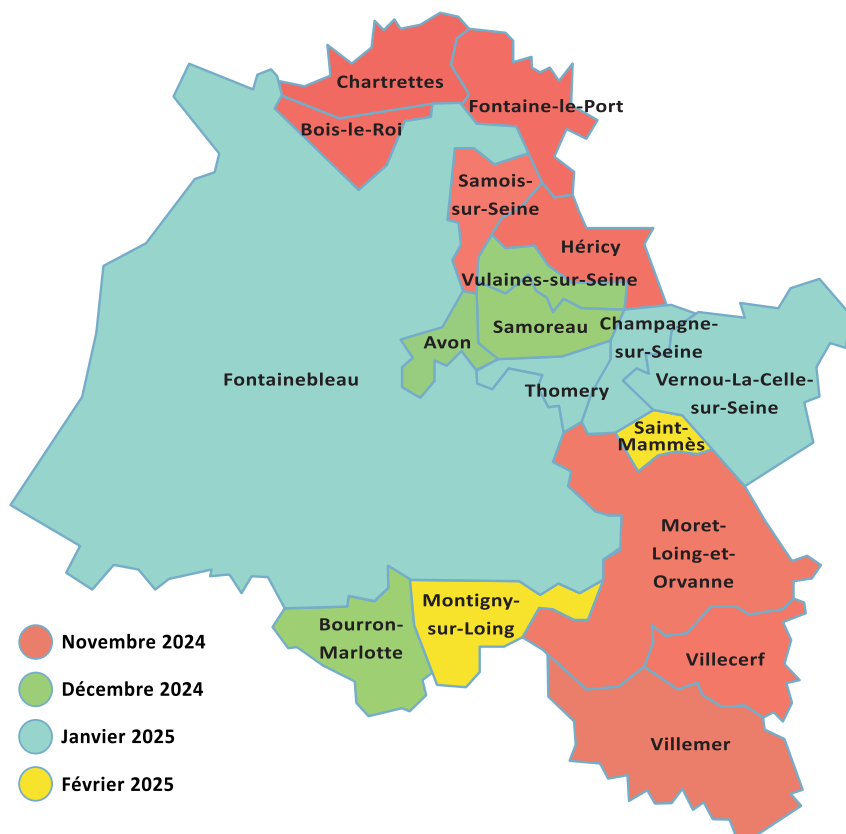 Chartrettes
Fontaine-le-Port
Bois-le-Roi
Samois-
sur-Seine
Héricy
Vulaines-sur-Seine
Samoreau
Champagne-
sur-Seine
Avon
Fontainebleau
Thomery
Vernou-La-Celle-
sur-Seine
Saint-
Mammès
Moret-
Loing-et-
Orvanne
Montigny-
sur-Loing
Bourron-
Marlotte
Villecerf
Villemer
Novembre 2024
Décembre 2024
Janvier 2025
Février 2025